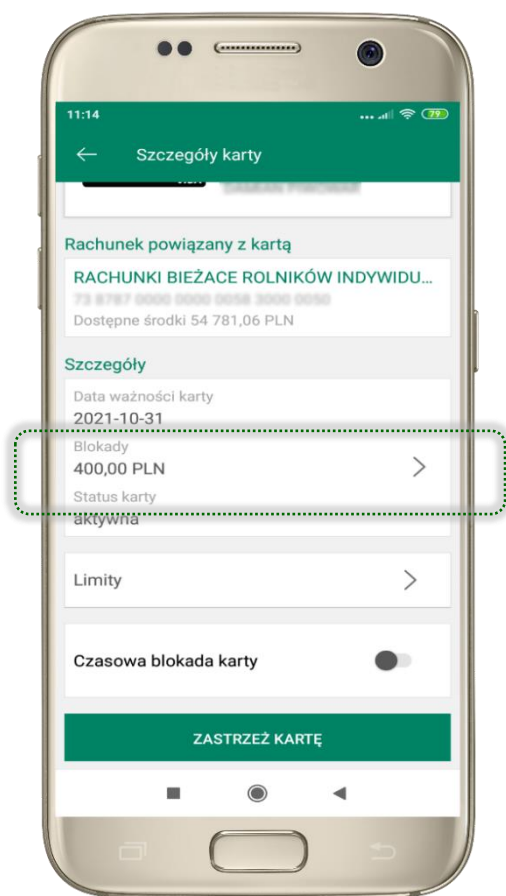 11:14
79
Szczegóły karty
Rachunek powiązany z kartą
RACHUNKI BIEŻACE ROLNIKÓW INDYWIDU...
Dostępne środki 54 781,06 PLN
Szczegóły
Data ważności karty
2021-10-31
Blokady
400,00 PLN
Status karty
aktywna
Limity
Czasowa blokada karty
ZASTRZEŻ KARTĘ